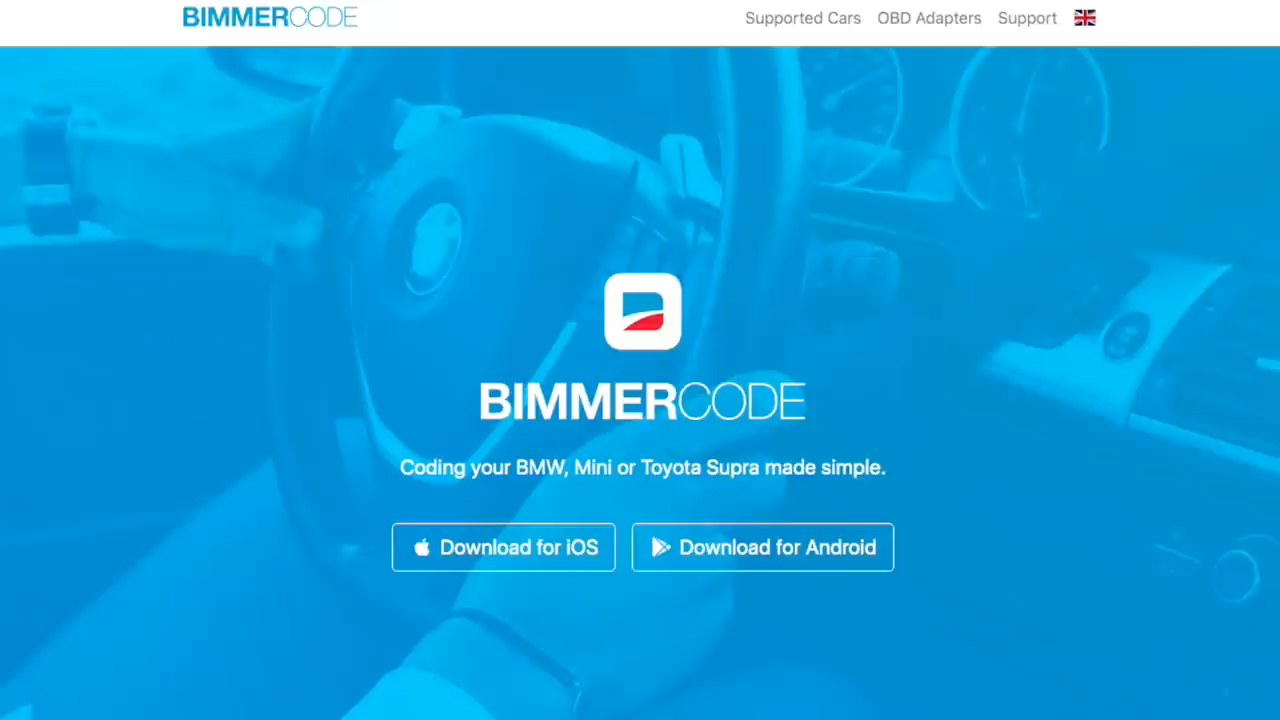 BIMMERCODE
Supported Cars OBD Adapters Support
BIMMERCODE
Coding your BMW, Mini or Toyota Supra made simple.
Download for iOS
Download for Android